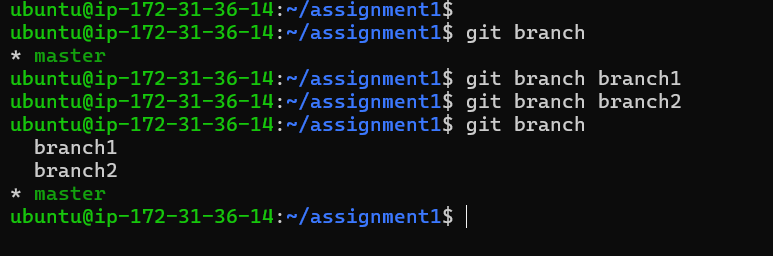 ubuntu@ip-172-31-36-14:~/assignment1$
ubuntu@ip-172-31-36-14:~/assignment1$ git branch
* master
ubuntu@ip-172-31-36-14:~/assignment1$ git branch branch1
ubuntu@ip-172-31-36-14:~/assignment1$ git branch branch2
ubuntu@ip-172-31-36-14:~/assignment1$ git branch
  branch1
  branch2
* master
ubuntu@ip-172-31-36-14:~/assignment1$